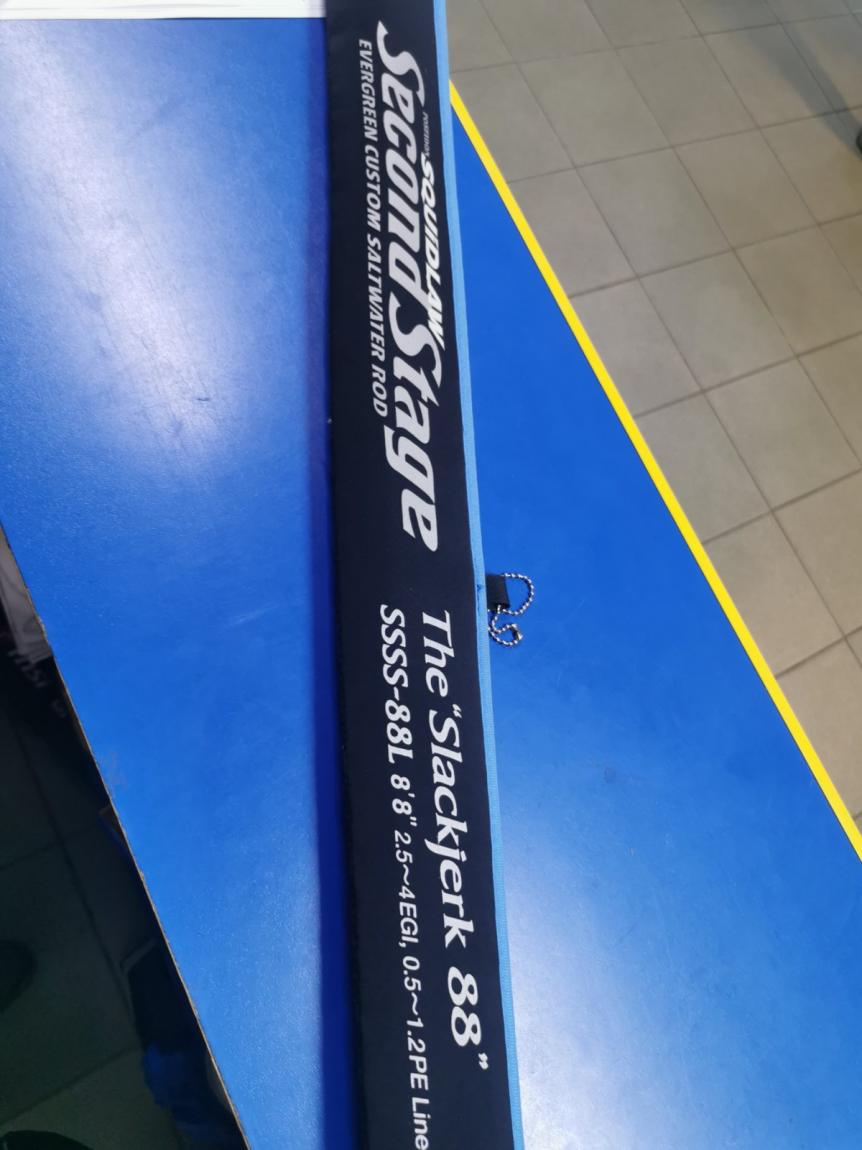 POSEIDON SQUIDLAW
Second Stage
EVERGREEN CUSTOM SALTWATER ROD
The “Slackjerk 88”
SSSS-88L 8'8" 2.5~4EGI, 0.5~1.2PE Line